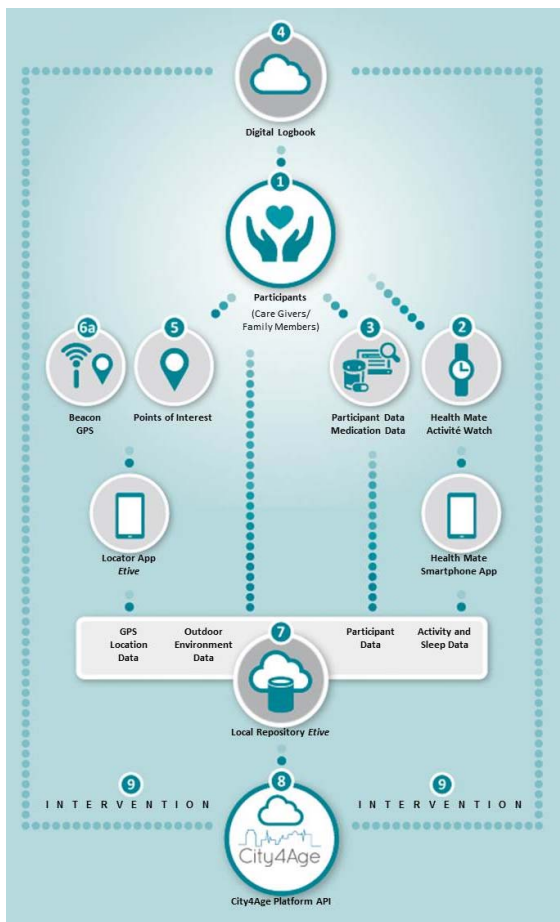 4
Digital Logbook
1
Participants
(Care Givers/
Family Members)
6a
Beacon
GPS
5
Points of Interest
3
Participant Data
Medication Data
2
Health Mate
Activité Watch
Locator App
Etive
Health Mate
Smartphone App
GPS
Location
Data
Outdoor
Environment
Data
7
Participant
Data
Activity and
Sleep Data
Local Repository Etive
9
INTERVENTION
8
City4Age
City4Age Platform API
9
INTERVENTION